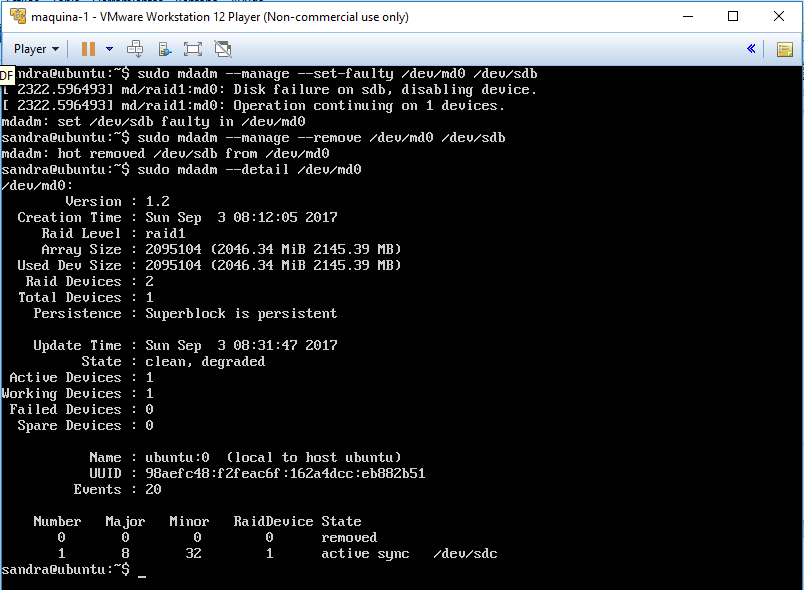 maquina-1 - VMware Workstation 12 Player (Non-commercial use only)
Player
DF
ndra@ubuntu:~$ sudo mdadm --manage --set-faulty /dev/md0 /dev/sdb
[ 2322.596493] md/raid1:md0: Disk failure on sdb, disabling device.
[ 2322.596493] md/raid1:md0: Operation continuing on 1 devices.
mdadm: set /dev/sdb faulty in /dev/md0
sandra@ubuntu:~$ sudo mdadm --manage --remove /dev/md0 /dev/sdb
mdadm: hot removed /dev/sdb from /dev/md0
sandra@ubuntu:~$ sudo mdadm --detail /dev/md0
/dev/md0:
Version : 1.2
Creation Time : Sun Sep  3 08:12:05 2017
Raid Level : raid1
Array Size : 2095104 (2046.34 MiB 2145.39 MB)
Used Dev Size : 2095104 (2046.34 MiB 2145.39 MB)
Raid Devices : 2
Total Devices : 1
Persistence : Superblock is persistent
Update Time : Sun Sep  3 08:31:47 2017
State : clean, degraded
Active Devices : 1
Working Devices : 1
Failed Devices : 0
Spare Devices : 0
Name : ubuntu:0  (local to host ubuntu)
UUID : 98aefc48:f2feac6f:162a4dcc:eb882b51
Events : 20
Number   Major   Minor   RaidDevice State
0       0        0        0      removed
1       8       32        1      active sync   /dev/sdc
sandra@ubuntu:~$ _